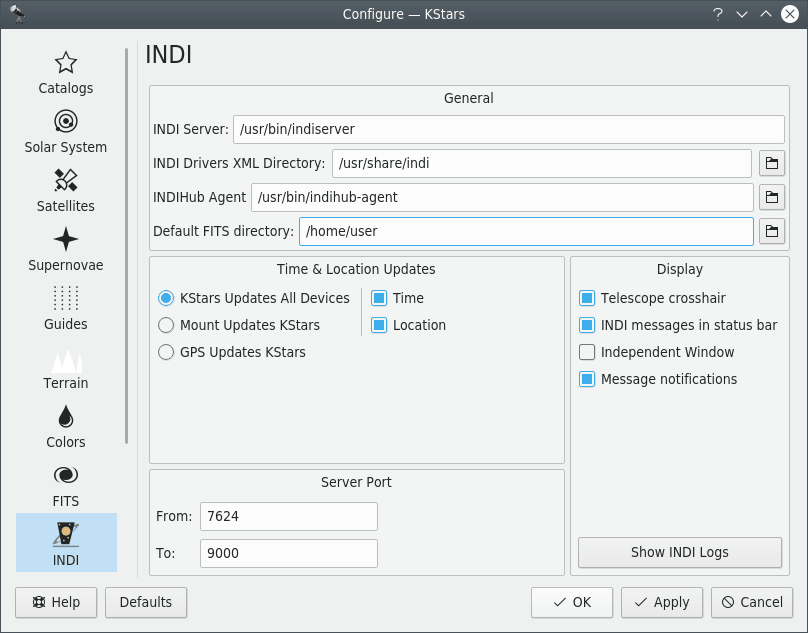 Configure — KStars
Catalogs
Solar System
Satellites
Supernovae
Guides
Terrain
Colors
FITS
INDI
INDI
General
INDI Server: /usr/bin/indiserver
INDI Drivers XML Directory: /usr/share/indi
INDIHub Agent /usr/bin/indihub-agent
Default FITS directory: /home/user
Time & Location Updates
KStars Updates All Devices Time
Mount Updates KStars Location
GPS Updates KStars
Display
Telescope crosshair
INDI messages in status bar
Independent Window
Message notifications
Server Port
From: 7624
To: 9000
Show INDI Logs
Help Defaults OK Apply Cancel